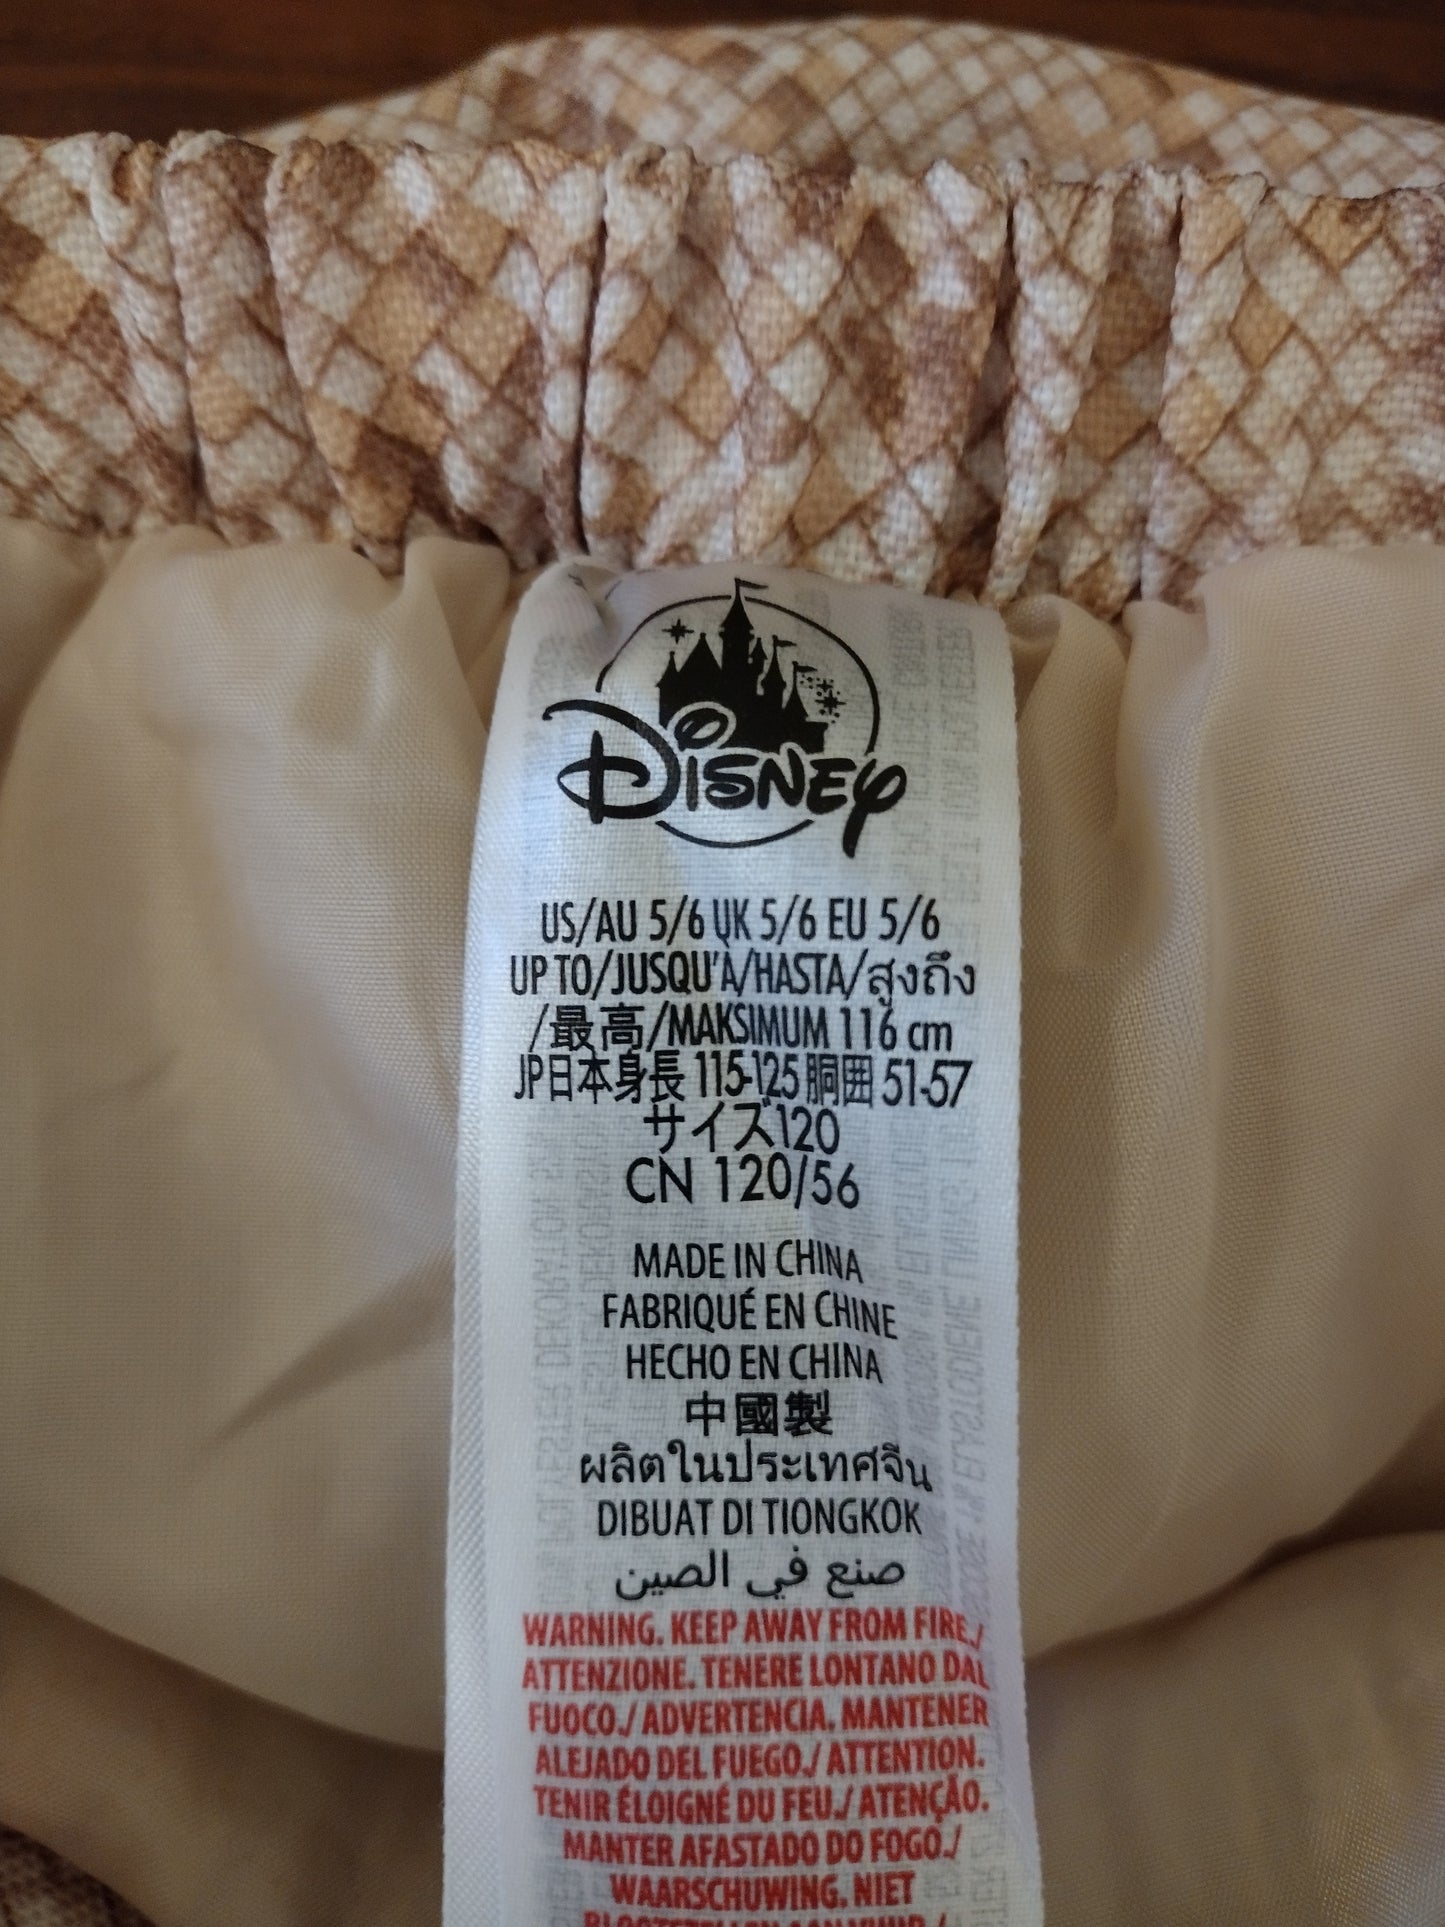 Disney
US/AU 5/6 UK 5/6 EU 5/6
UP TO/JUSQU'À/HASTA/สูงถึง
/最高/MAKSIMUM 116 cm
JP日本身長 115-125 胴囲 51-57
サイズ120
CN 120/56
MADE IN CHINA
FABRIQUÉ EN CHINE
HECHO EN CHINA
中國製
ผลิตในประเทศจีน
DIBUAT DI TIONGKOK
صنع في الصين
WARNING. KEEP AWAY FROM FIRE./
ATTENZIONE. TENERE LONTANO DAL
FUOCO./ ADVERTENCIA. MANTENER
ALEJADO DEL FUEGO./ ATTENTION.
TENIR ÉLOIGNÉ DU FEU./ ATENÇÃO.
MANTER AFASTADO DO FOGO./
WAARSCHUWING. NIET